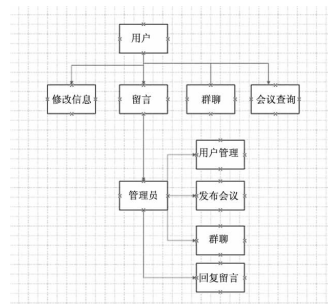 用户
修改信息
留言
群聊
会议查询
用户管理
管理员
发布会议
群聊
回复留言